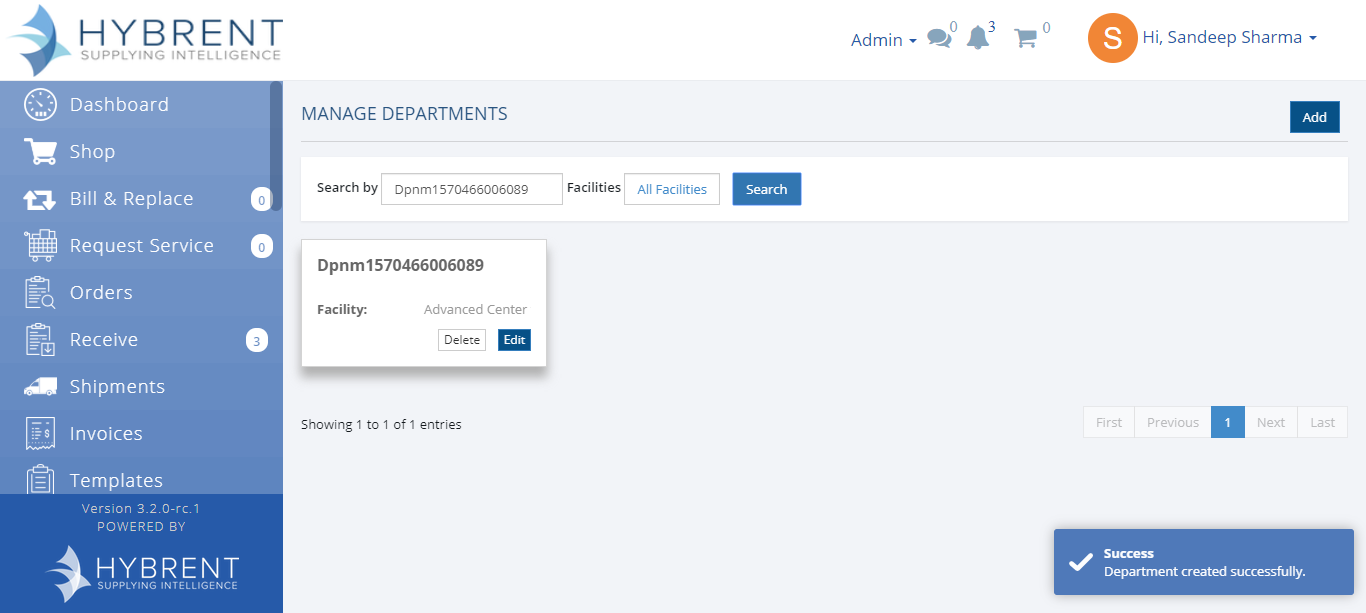 HYBRENT
SUPPLYING INTELLIGENCE
Admin
0
3
0
S
Hi, Sandeep Sharma
Dashboard
Shop
Bill & Replace 0
Request Service 0
Orders
Receive 3
Shipments
Invoices
Templates
Version 3.2.0-rc.1
POWERED BY
HYBRENT
SUPPLYING INTELLIGENCE
MANAGE DEPARTMENTS
Add
Search by Dpnm1570466006089 Facilities All Facilities Search
Dpnm1570466006089
Facility: Advanced Center
Delete Edit
Showing 1 to 1 of 1 entries
First Previous 1 Next Last
Success
Department created successfully.